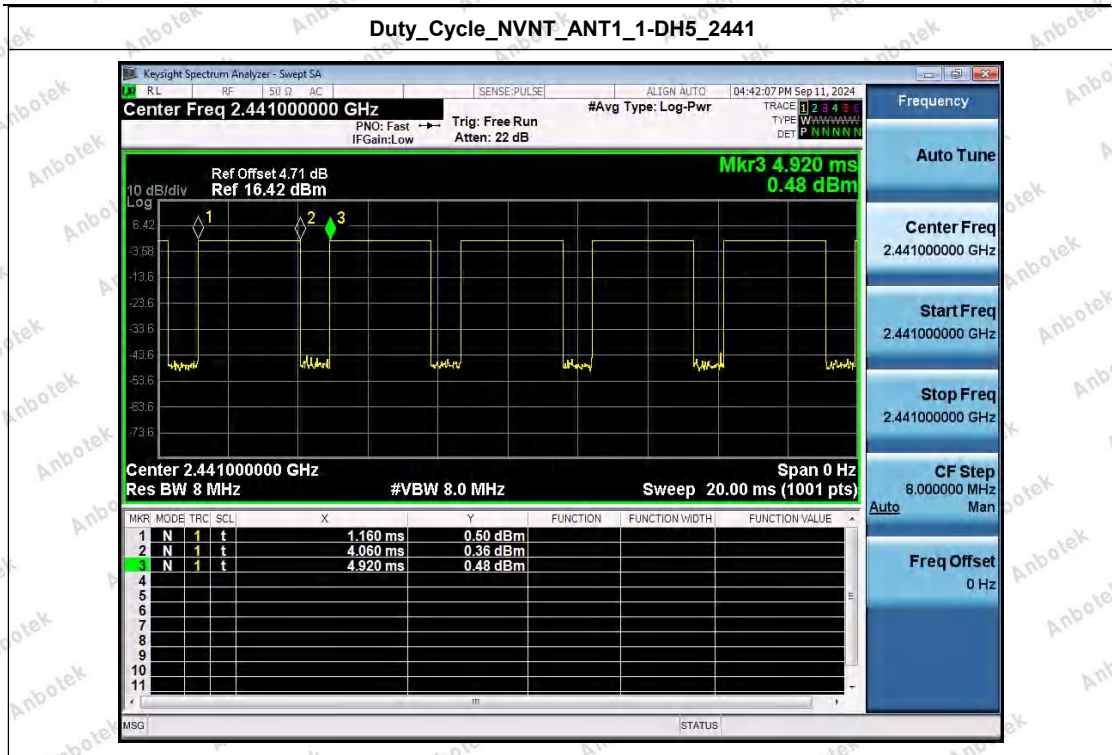 Duty_Cycle_NVNT_ANT1_1-DH5_2441
Keysight Spectrum Analyzer - Swept SA
RL RF 50 Ω AC SENSE:PULSE ALIGN AUTO 04:42:07 PM Sep 11, 2024
Center Freq 2.441000000 GHz
PNO: Fast
IFGain:Low
Trig: Free Run
Atten: 22 dB
#Avg Type: Log-Pwr
TRACE 1 2 3 4 5 6
TYPE WWWWWW
DET P N N N N N
Frequency
Auto Tune
Center Freq
2.441000000 GHz
Start Freq
2.441000000 GHz
Stop Freq
2.441000000 GHz
CF Step
8.000000 MHz
Auto Man
Freq Offset
0 Hz
Mkr3 4.920 ms
0.48 dBm
Ref Offset 4.71 dB
10 dB/div Ref 16.42 dBm
Log
1 2 3
6.42
-3.58
-13.6
-23.6
-33.6
-43.6
-53.6
-63.6
-73.6
Center 2.441000000 GHz Span 0 Hz
Res BW 8 MHz #VBW 8.0 MHz Sweep 20.00 ms (1001 pts)
MKR MODE TRC SCL X Y FUNCTION FUNCTION WIDTH FUNCTION VALUE
1 N 1 t 1.160 ms 0.50 dBm
2 N 1 t 4.060 ms 0.36 dBm
3 N 1 t 4.920 ms 0.48 dBm
4
5
6
7
8
9
10
11
MSG STATUS
Anbotek